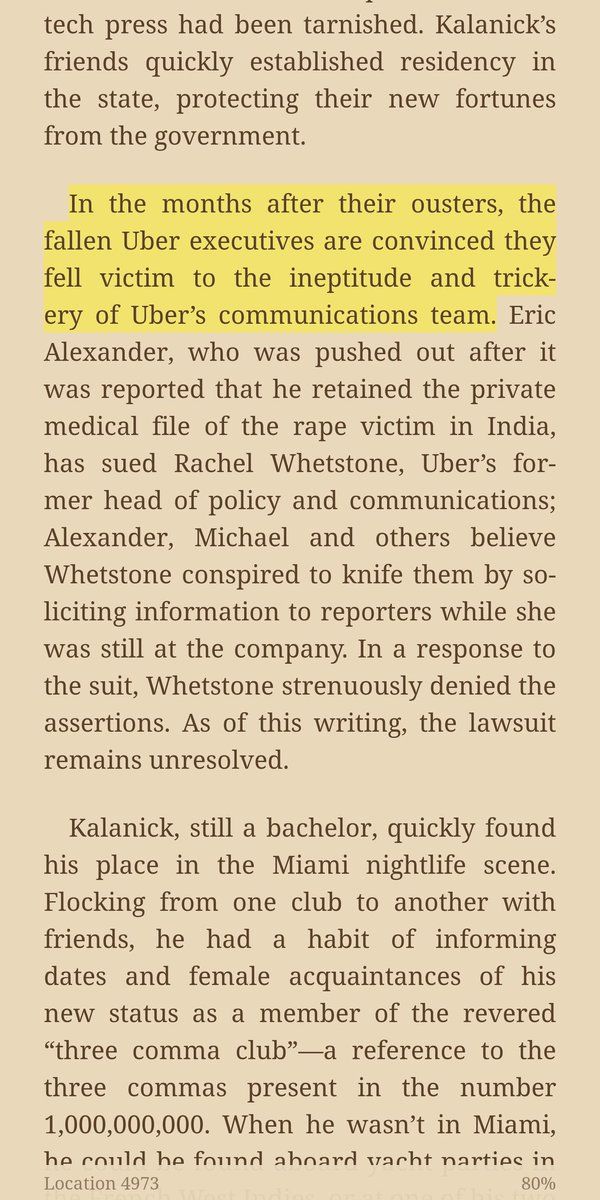 tech press had been tarnished. Kalanick’s
friends quickly established residency in
the state, protecting their new fortunes
from the government.
In the months after their ousters, the
fallen Uber executives are convinced they
fell victim to the ineptitude and trick-
ery of Uber’s communications team. Eric
Alexander, who was pushed out after it
was reported that he retained the private
medical file of the rape victim in India,
has sued Rachel Whetstone, Uber’s for-
mer head of policy and communications;
Alexander, Michael and others believe
Whetstone conspired to knife them by so-
liciting information to reporters while she
was still at the company. In a response to
the suit, Whetstone strenuously denied the
assertions. As of this writing, the lawsuit
remains unresolved.
Kalanick, still a bachelor, quickly found
his place in the Miami nightlife scene.
Flocking from one club to another with
friends, he had a habit of informing
dates and female acquaintances of his
new status as a member of the revered
“three comma club”—a reference to the
three commas present in the number
1,000,000,000. When he wasn’t in Miami,
he could be found aboard yacht parties in
Location 4973 80%